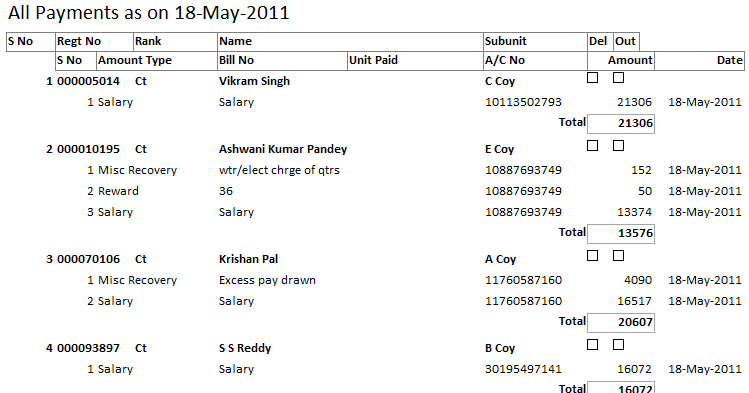 All Payments as on 18-May-2011
S No Regt No Rank Name Subunit Del Out
S No Amount Type Bill No Unit Paid A/C No Amount Date
1 000005014 Ct Vikram Singh C Coy
1 Salary Salary 10113502793 21306 18-May-2011
Total 21306
2 000010195 Ct Ashwani Kumar Pandey E Coy
1 Misc Recovery wtr/elect chrge of qtrs 10887693749 152 18-May-2011
2 Reward 36 10887693749 50 18-May-2011
3 Salary Salary 10887693749 13374 18-May-2011
Total 13576
3 000070106 Ct Krishan Pal A Coy
1 Misc Recovery Excess pay drawn 11760587160 4090 18-May-2011
2 Salary Salary 11760587160 16517 18-May-2011
Total 20607
4 000093897 Ct S S Reddy B Coy
1 Salary Salary 30195497141 16072 18-May-2011
Total 16072